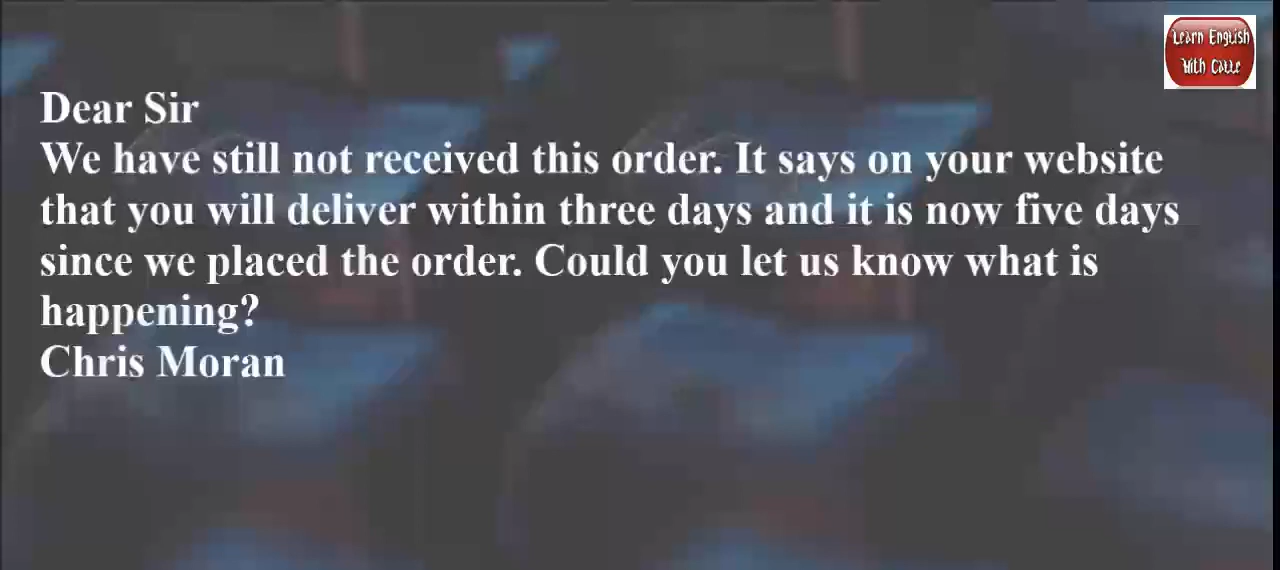 Learn English
With Catte
Dear Sir
We have still not received this order. It says on your website
that you will deliver within three days and it is now five days
since we placed the order. Could you let us know what is
happening?
Chris Moran